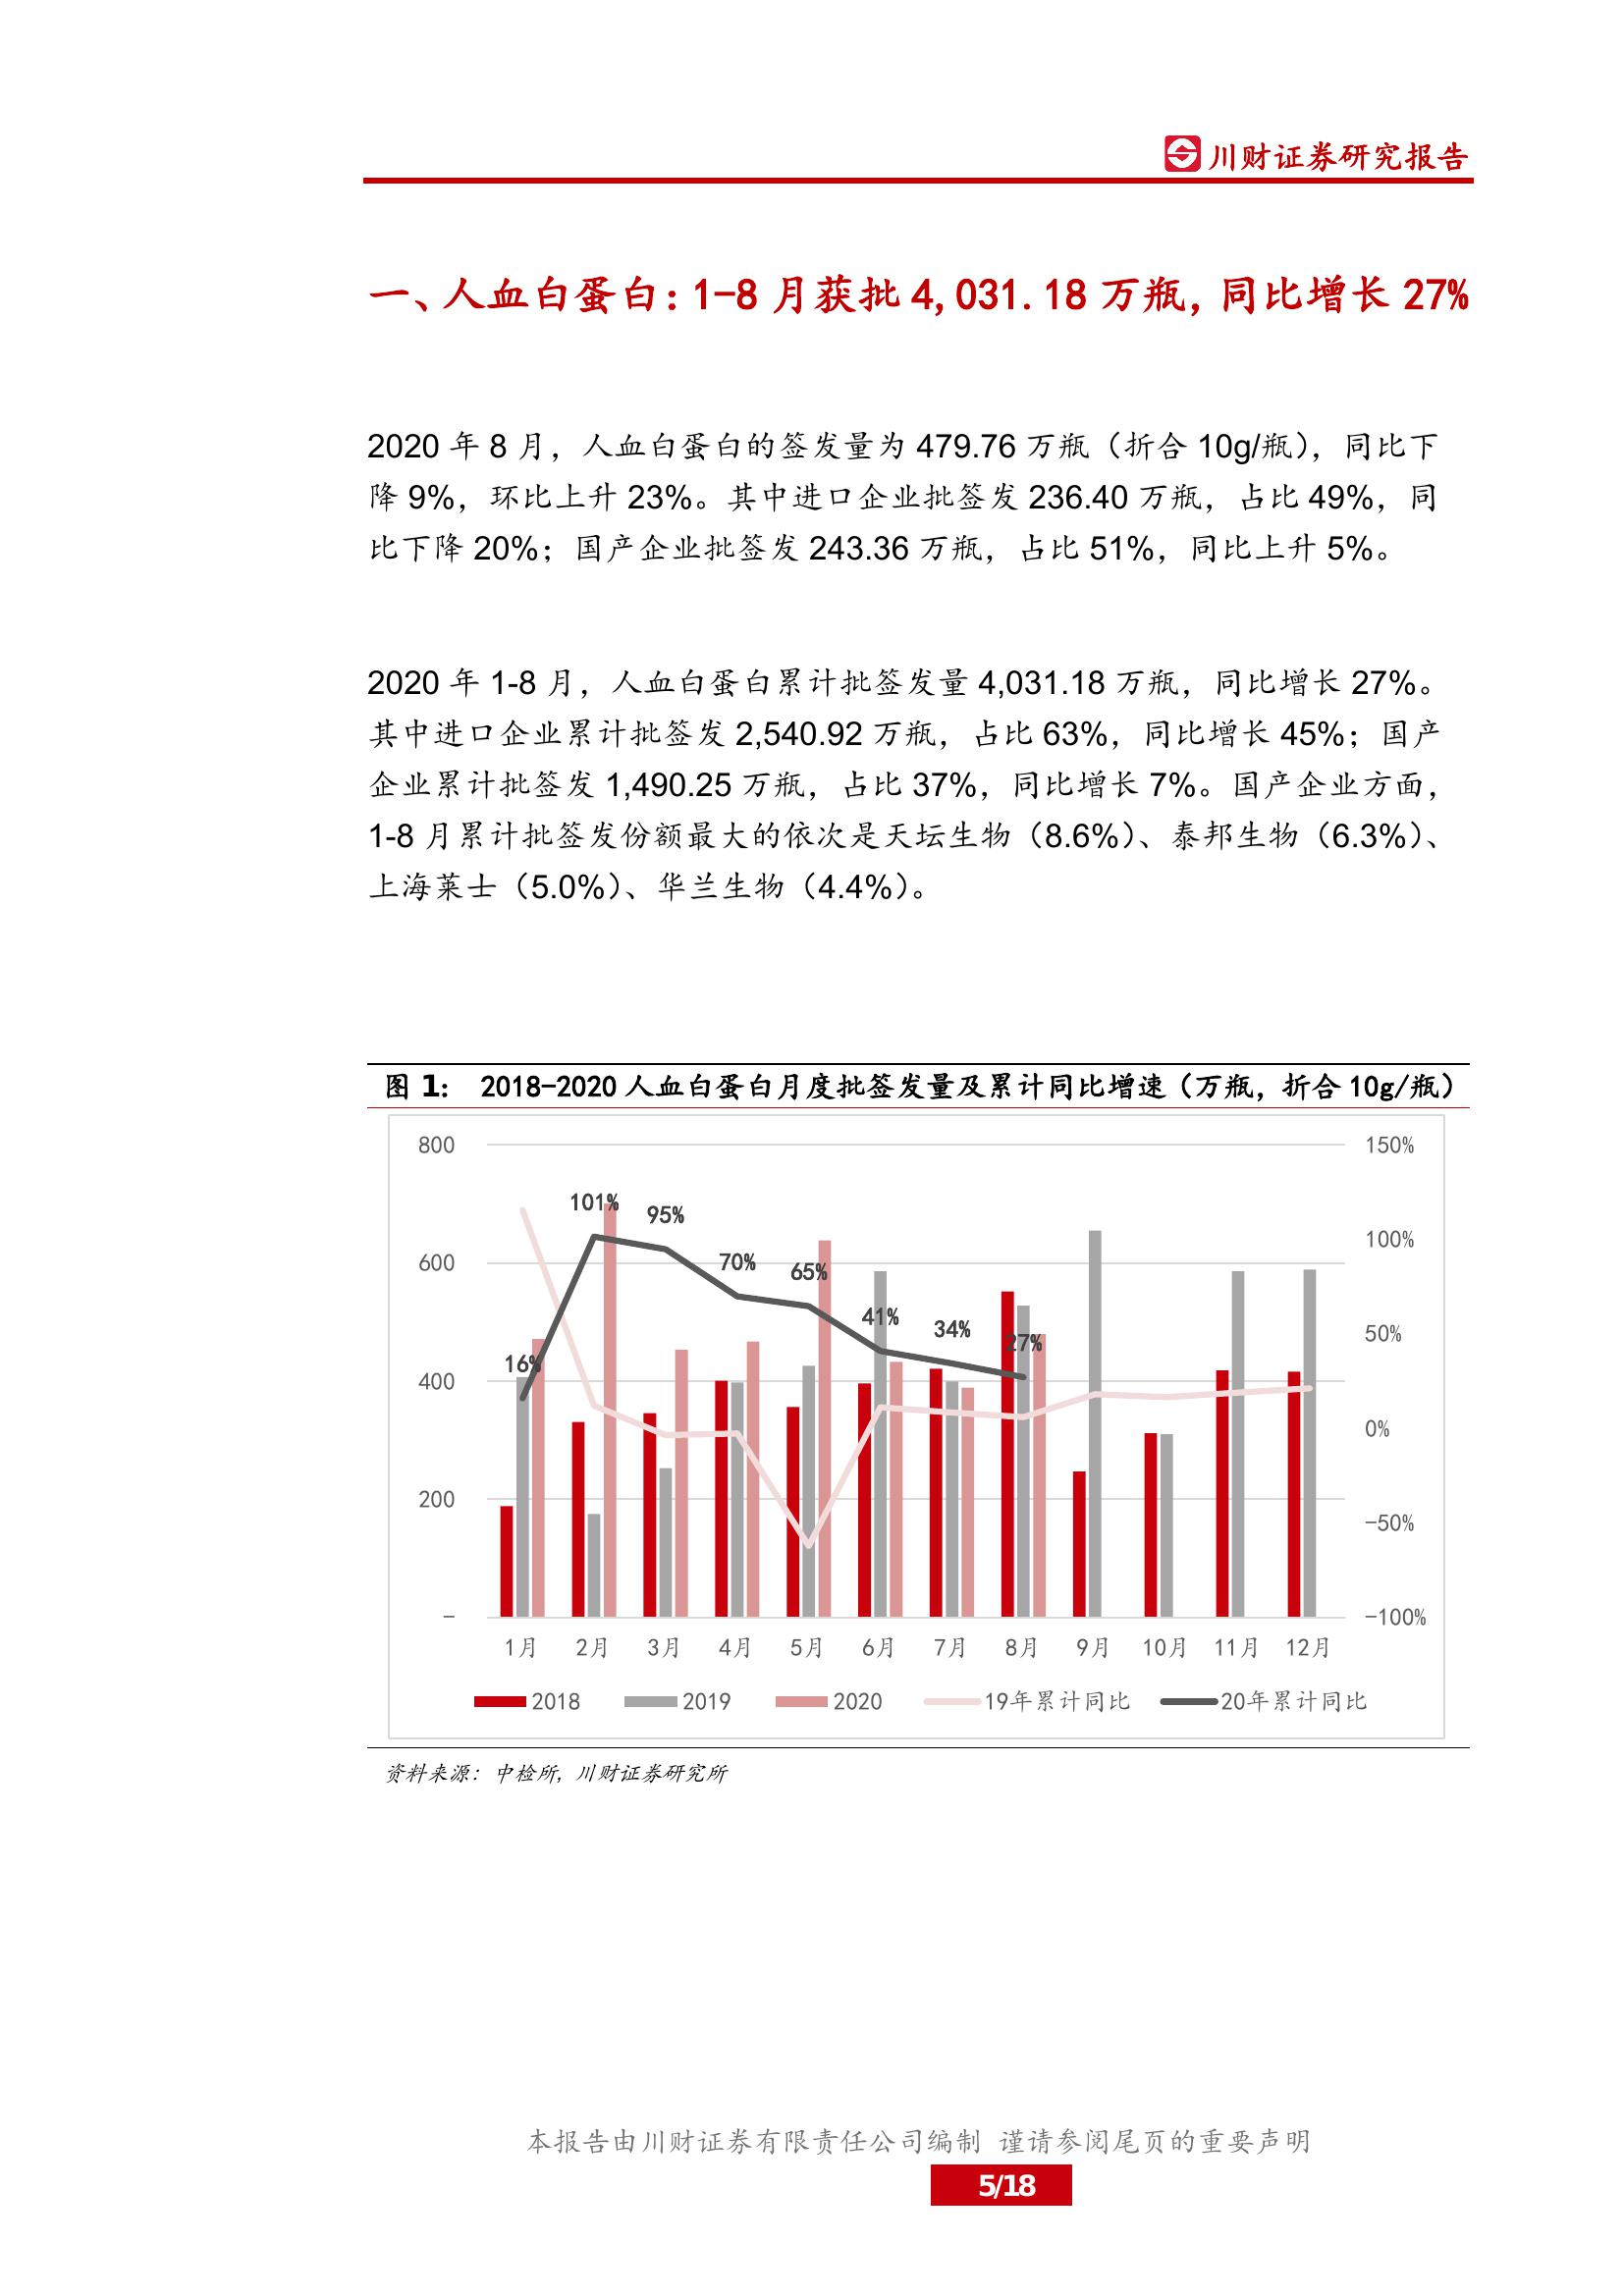 川财证券研究报告
一、人血白蛋白：1-8 月获批 4,031.18 万瓶，同比增长 27%
2020 年 8 月，人血白蛋白的签发量为 479.76 万瓶（折合 10g/瓶），同比下
降 9%，环比上升 23%。其中进口企业批签发 236.40 万瓶，占比 49%，同
比下降 20%；国产企业批签发 243.36 万瓶，占比 51%，同比上升 5%。
2020 年 1-8 月，人血白蛋白累计批签发量 4,031.18 万瓶，同比增长 27%。
其中进口企业累计批签发 2,540.92 万瓶，占比 63%，同比增长 45%；国产
企业累计批签发 1,490.25 万瓶，占比 37%，同比增长 7%。国产企业方面，
1-8 月累计批签发份额最大的依次是天坛生物（8.6%）、泰邦生物（6.3%）、
上海莱士（5.0%）、华兰生物（4.4%）。
图 1： 2018-2020 人血白蛋白月度批签发量及累计同比增速（万瓶，折合 10g/瓶）
800 150%
101% 95%
600 100%
70% 65%
41% 34% 27%
50%
16%
400
0%
200
-50%
- -100%
1月 2月 3月 4月 5月 6月 7月 8月 9月 10月 11月 12月
2018 2019 2020 19年累计同比 20年累计同比
资料来源：中检所，川财证券研究所
本报告由川财证券有限责任公司编制 谨请参阅尾页的重要声明
5/18